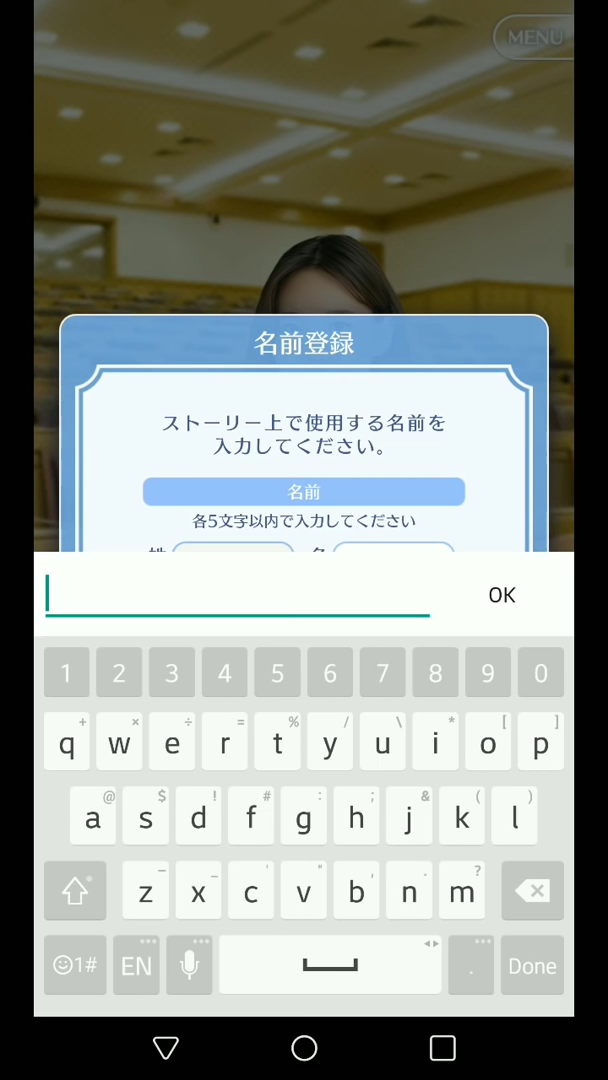 MENU
名前登録
ストーリー上で使用する名前を
入力してください。
名前
各5文字以内で入力してください
OK
1 2 3 4 5 6 7 8 9 0
+ × ÷ = % / \ * [ ]
q w e r t y u i o p
@ $ ! # : ; & ( )
a s d f g h j k l
- _ ' " , . ?
z x c v b n m
☺1# EN . Done